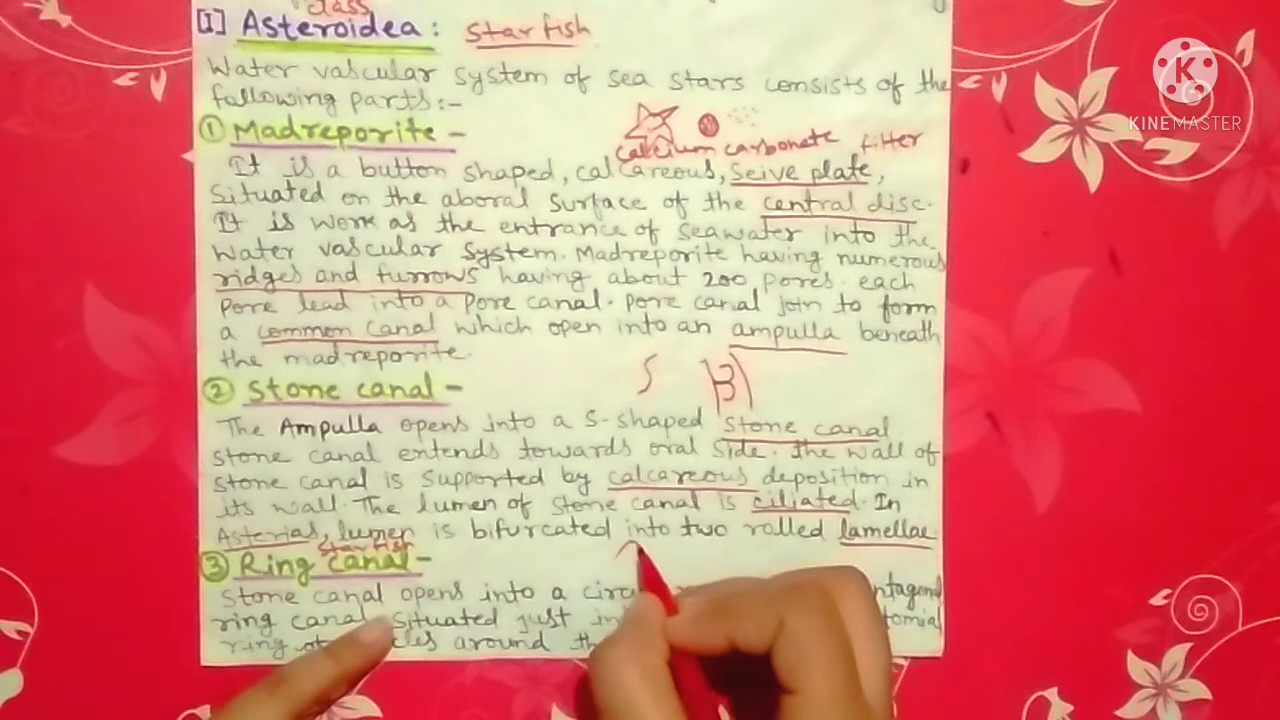 class
[I] Asteroidea: Starfish
Water vascular system of sea stars consists of the
following parts:-
① Madreporite -
calcium carbonate filter
It is a button shaped, calcareous, Seive plate,
Situated on the aboral surface of the central disc.
It is work as the entrance of seawater into the
water vascular system. Madreporite having numerous
ridges and furrows having about 200 pores. each
pore lead into a pore canal. pore canal join to form
a common canal which open into an ampulla beneath
the madreporite.
② Stone canal -
S
The Ampulla opens into a S-shaped stone canal.
stone canal extends towards oral side. The wall of
stone canal is supported by calcareous deposition in
its wall. The lumen of stone canal is ciliated. In
Asterias, lumen is bifurcated into two rolled lamellae
starfish
③ Ring canal -
stone canal opens into a
ring canal situated just
ring of around
K
KINEMASTER